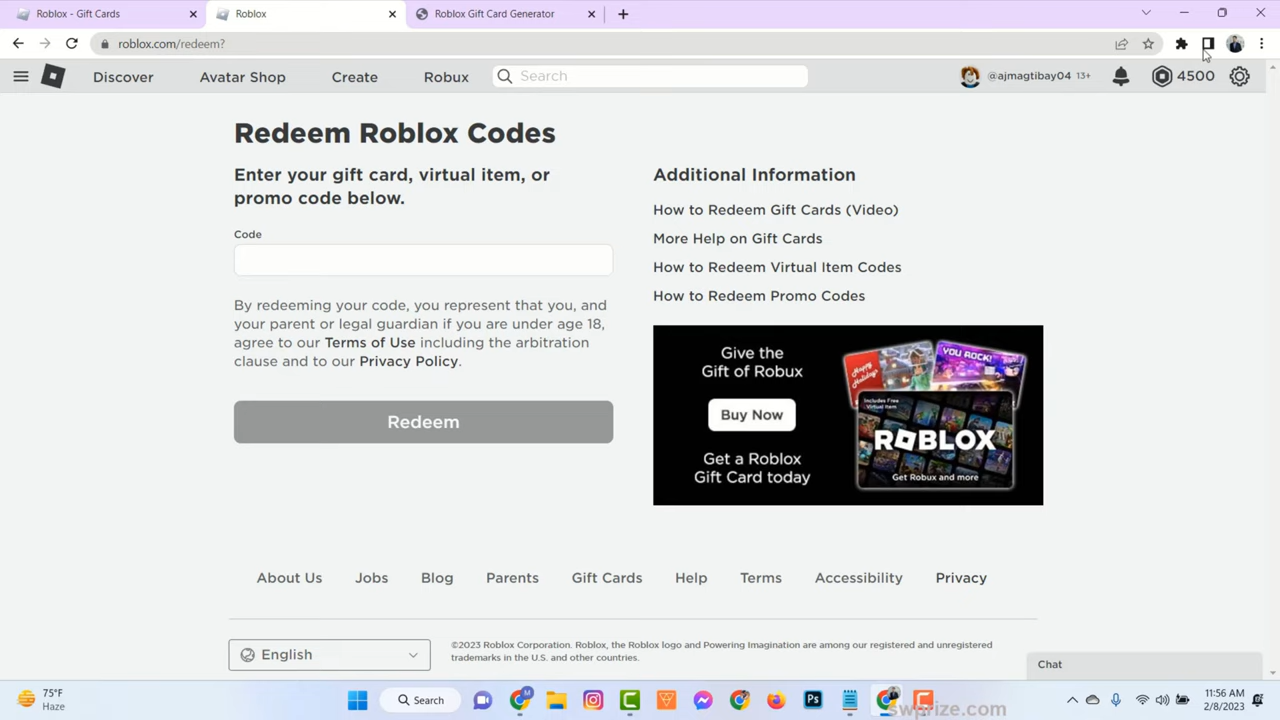 Roblox - Gift Cards
Roblox
Roblox Gift Card Generator
roblox.com/redeem?
Discover
Avatar Shop
Create
Robux
Search
@ajmagtibay04 13+
4500
Redeem Roblox Codes
Enter your gift card, virtual item, or
promo code below.
Code
By redeeming your code, you represent that you, and
your parent or legal guardian if you are under age 18,
agree to our Terms of Use including the arbitration
clause and to our Privacy Policy.
Redeem
Additional Information
How to Redeem Gift Cards (Video)
More Help on Gift Cards
How to Redeem Virtual Item Codes
How to Redeem Promo Codes
Give the
Gift of Robux
Buy Now
Get a Roblox
Gift Card today
Happy
Holidays!
YOU ROCK!
Includes Free
Virtual Item
ROBLOX
Get Robux and more
About Us
Jobs
Blog
Parents
Gift Cards
Help
Terms
Accessibility
Privacy
English
©2023 Roblox Corporation. Roblox, the Roblox logo and Powering Imagination are among our registered and unregistered
trademarks in the U.S. and other countries.
Chat
75°F
Haze
Search
M
Ps
11:56 AM
2/8/2023
swprize.com